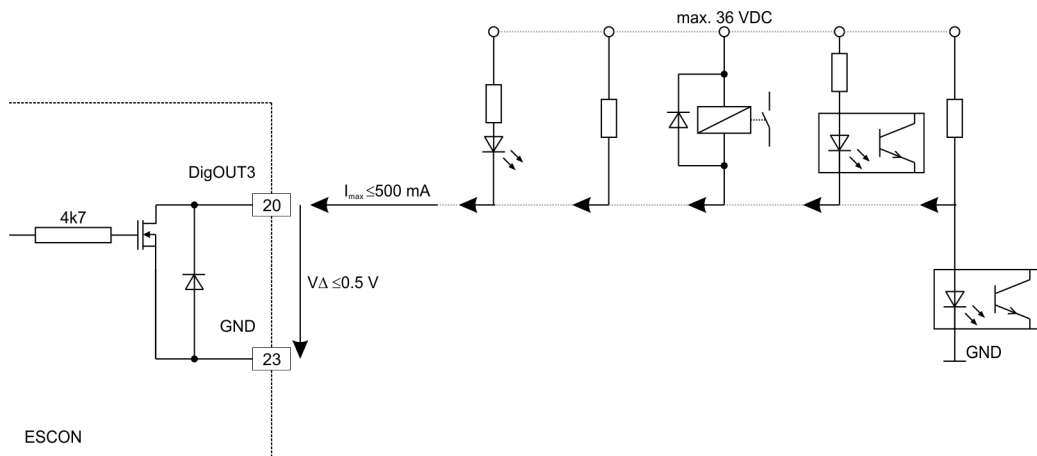 max. 36 VDC
DigOUT3
20
Imax ≤500 mA
4k7
V∆ ≤0.5 V
GND
23
GND
ESCON